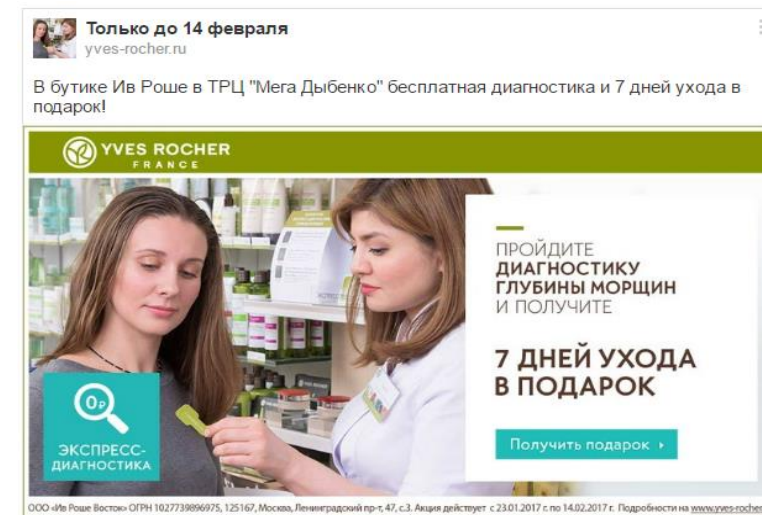 Только до 14 февраля
yves-rocher.ru
В бутике Ив Роше в ТРЦ "Мега Дыбенко" бесплатная диагностика и 7 дней ухода в
подарок!
YVES ROCHER
FRANCE
ПРОЙДИТЕ
ДИАГНОСТИКУ
ГЛУБИНЫ МОРЩИН
И ПОЛУЧИТЕ
7 ДНЕЙ УХОДА
В ПОДАРОК
Получить подарок
0₽
ЭКСПРЕСС-
ДИАГНОСТИКА
ООО «Ив Роше Восток» ОГРН 1027739896975, 125167, Москва, Ленинградский пр-т, 47, с.3. Акция действует с 23.01.2017 г. по 14.02.2017 г. Подробности на www.yves-rocher